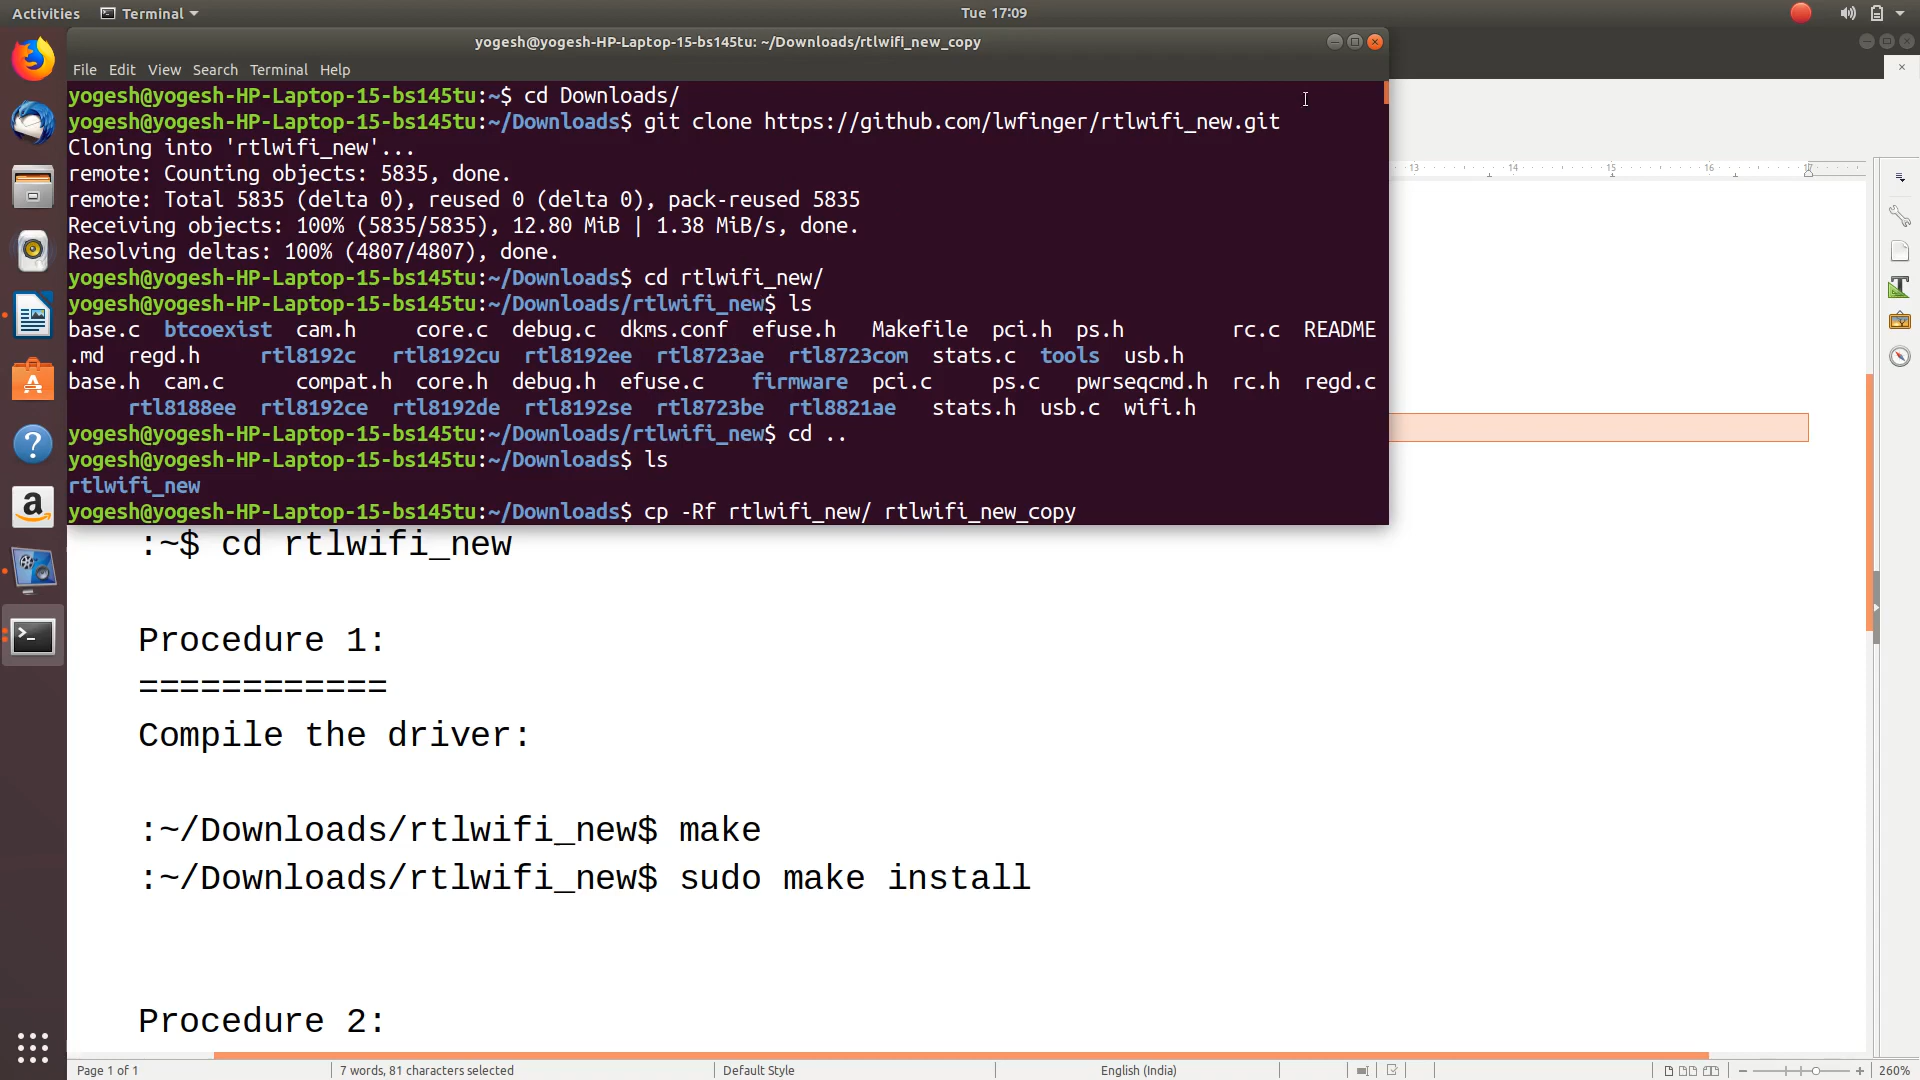 Activities Terminal Tue 17:09
yogesh@yogesh-HP-Laptop-15-bs145tu: ~/Downloads/rtlwifi_new_copy
File Edit View Search Terminal Help
yogesh@yogesh-HP-Laptop-15-bs145tu:~$ cd Downloads/
yogesh@yogesh-HP-Laptop-15-bs145tu:~/Downloads$ git clone https://github.com/lwfinger/rtlwifi_new.git
Cloning into 'rtlwifi_new'...
remote: Counting objects: 5835, done.
remote: Total 5835 (delta 0), reused 0 (delta 0), pack-reused 5835
Receiving objects: 100% (5835/5835), 12.80 MiB | 1.38 MiB/s, done.
Resolving deltas: 100% (4807/4807), done.
yogesh@yogesh-HP-Laptop-15-bs145tu:~/Downloads$ cd rtlwifi_new/
yogesh@yogesh-HP-Laptop-15-bs145tu:~/Downloads/rtlwifi_new$ ls
base.c btcoexist cam.h core.c debug.c dkms.conf efuse.h Makefile pci.h ps.h rc.c README
.md regd.h rtl8192c rtl8192cu rtl8192ee rtl8723ae rtl8723com stats.c tools usb.h
base.h cam.c compat.h core.h debug.h efuse.c firmware pci.c ps.c pwrseqcmd.h rc.h regd.c
rtl8188ee rtl8192ce rtl8192de rtl8192se rtl8723be rtl8821ae stats.h usb.c wifi.h
yogesh@yogesh-HP-Laptop-15-bs145tu:~/Downloads/rtlwifi_new$ cd ..
yogesh@yogesh-HP-Laptop-15-bs145tu:~/Downloads$ ls
rtlwifi_new
yogesh@yogesh-HP-Laptop-15-bs145tu:~/Downloads$ cp -Rf rtlwifi_new/ rtlwifi_new_copy
13 14 15 16 17
:~$ cd rtlwifi_new
Procedure 1:
============
Compile the driver:
:~/Downloads/rtlwifi_new$ make
:~/Downloads/rtlwifi_new$ sudo make install
Procedure 2:
Page 1 of 1 7 words, 81 characters selected Default Style English (India) 260%